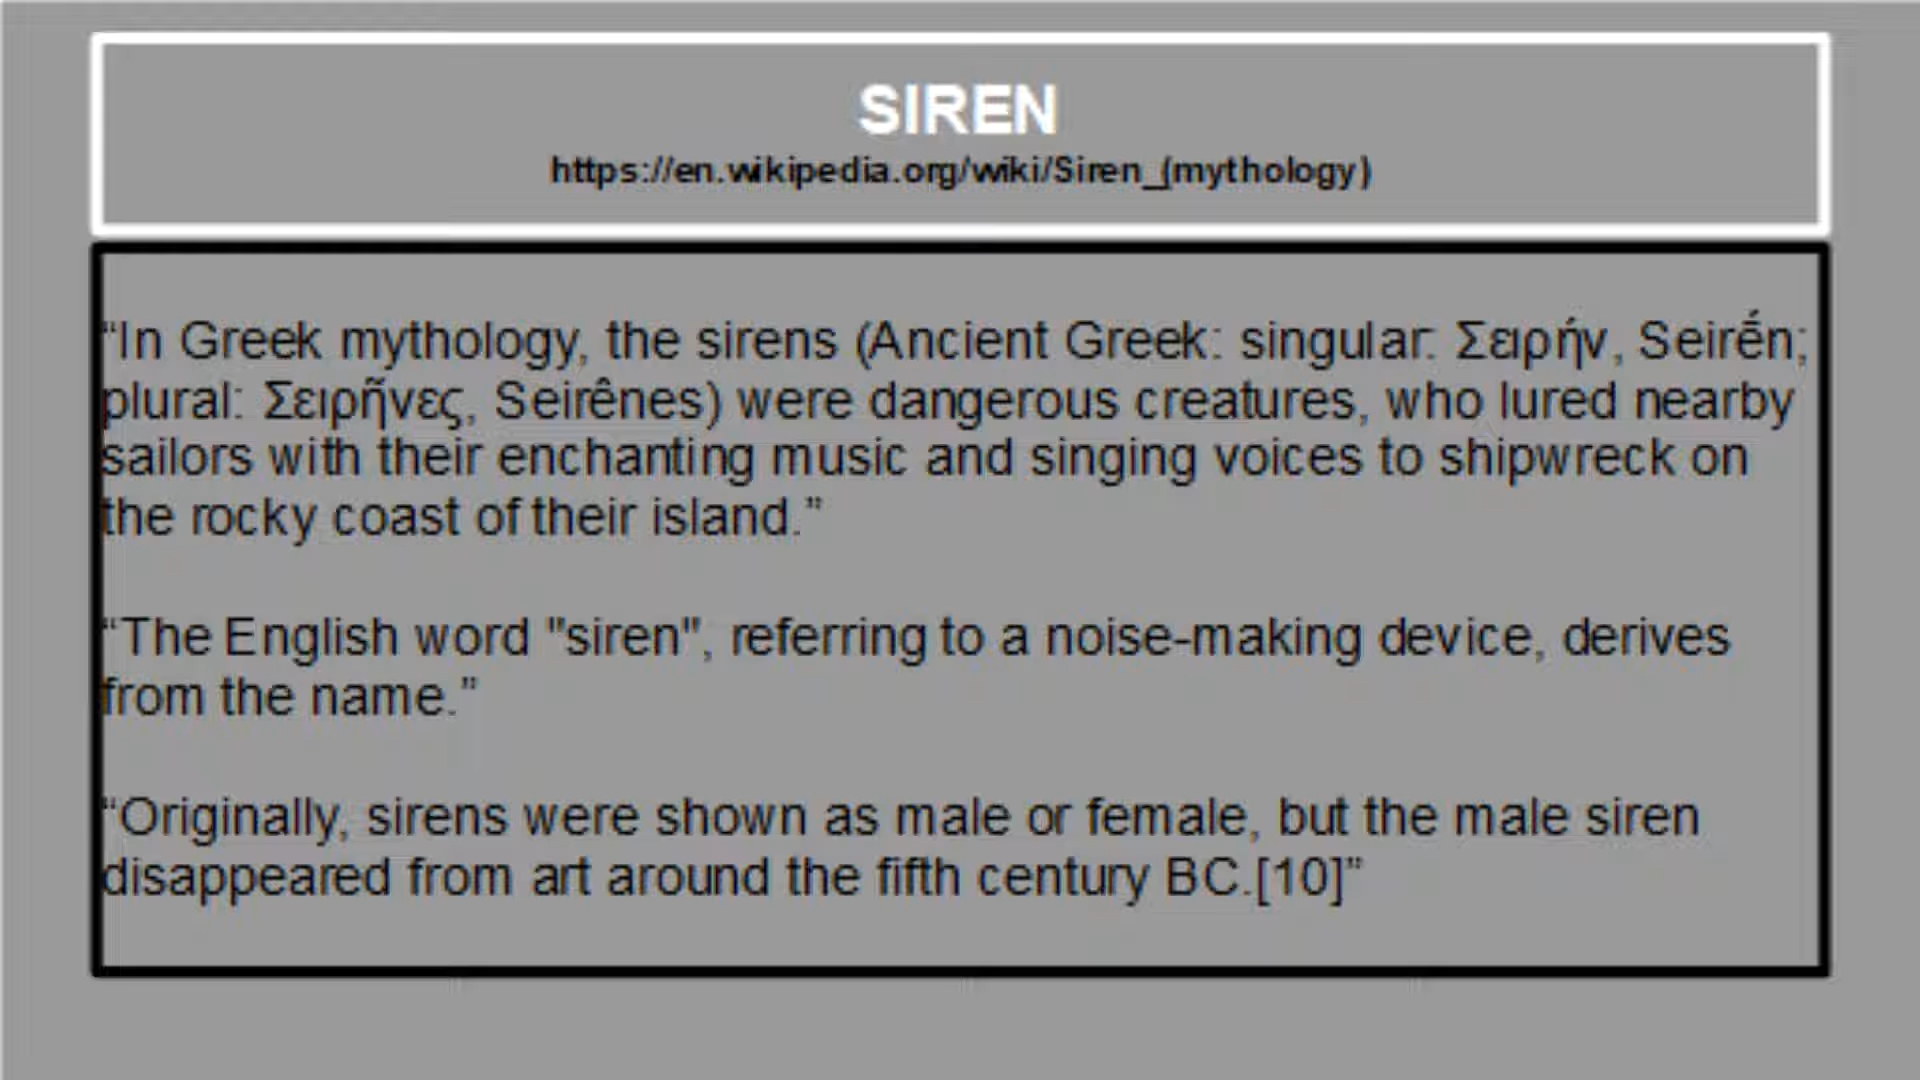 SIREN
https://en.wikipedia.org/wiki/Siren_(mythology)
“In Greek mythology, the sirens (Ancient Greek: singular: Σειρήν, Seirḗn;
plural: Σειρῆνες, Seirênes) were dangerous creatures, who lured nearby
sailors with their enchanting music and singing voices to shipwreck on
the rocky coast of their island.”
“The English word "siren", referring to a noise-making device, derives
from the name.”
“Originally, sirens were shown as male or female, but the male siren
disappeared from art around the fifth century BC.[10]”